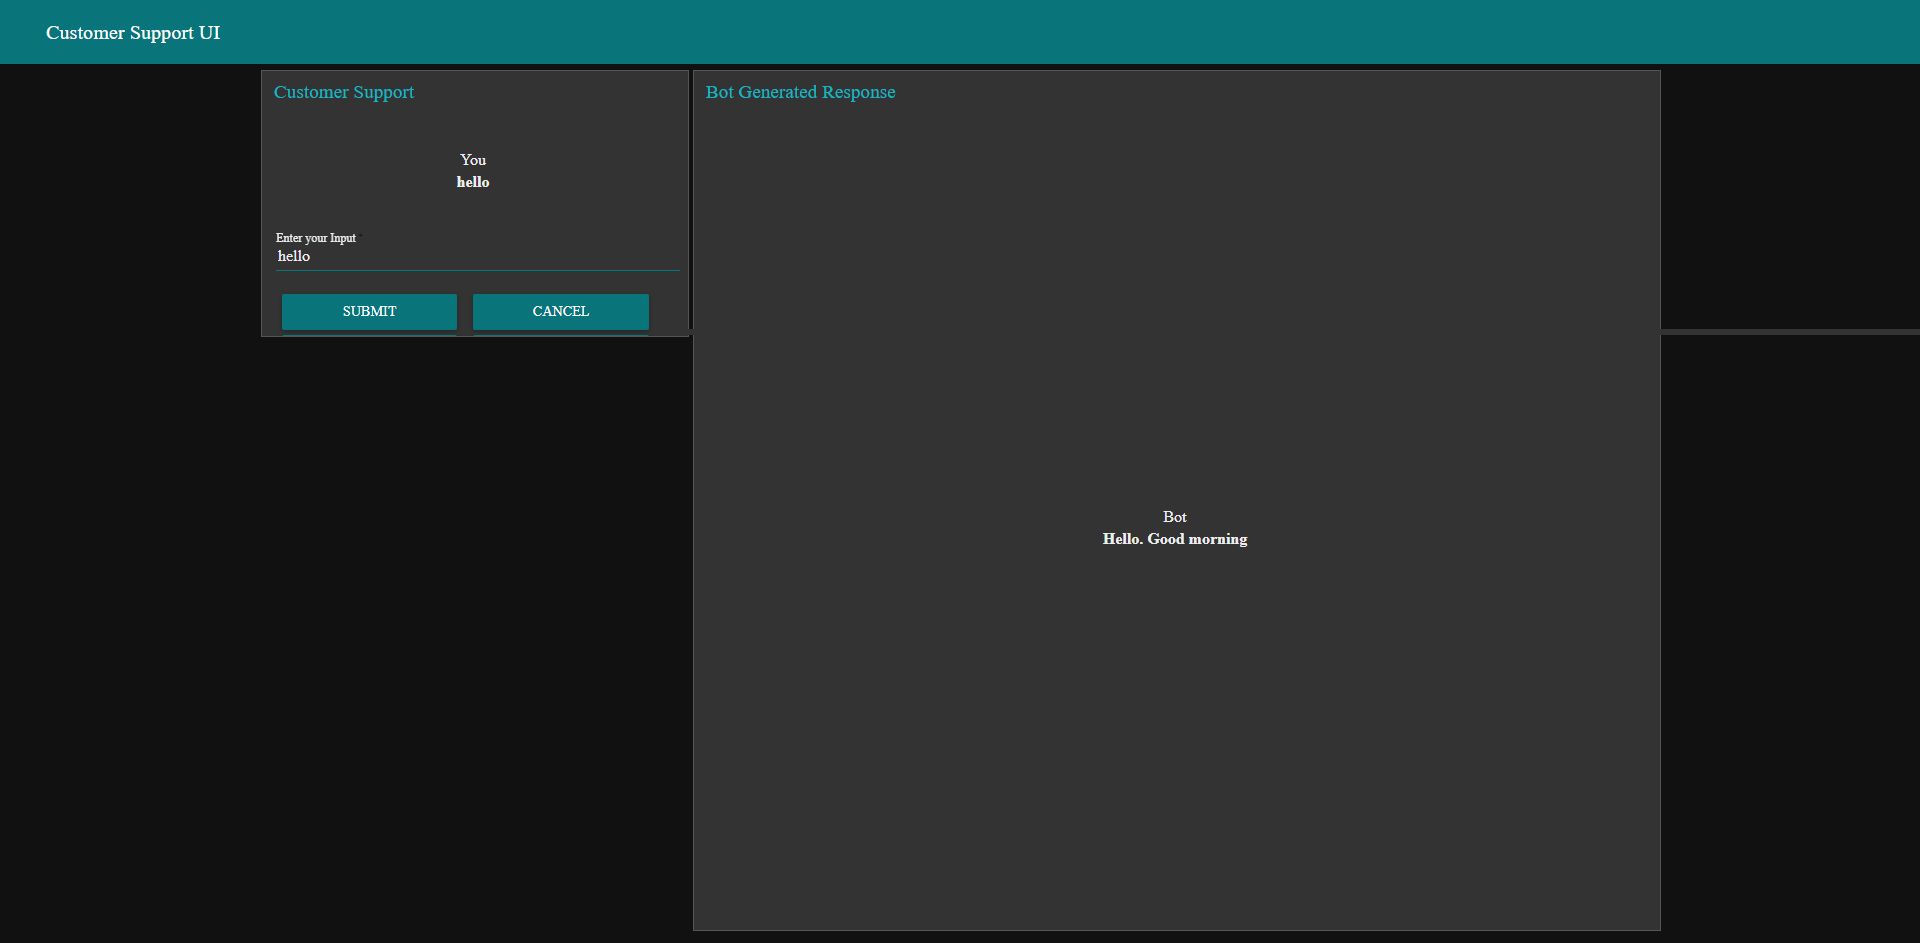 Customer Support UI
Customer Support
You
hello
Enter your Input
hello
SUBMIT CANCEL
Bot Generated Response
Bot
Hello. Good morning